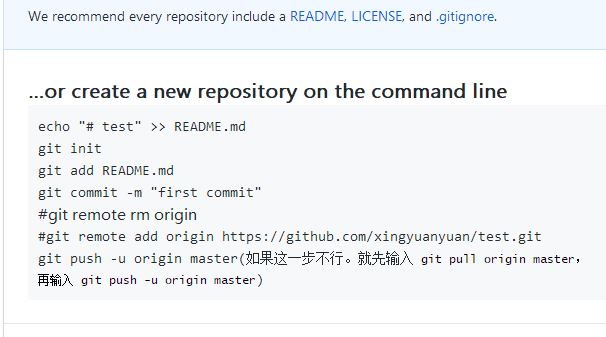 We recommend every repository include a README, LICENSE, and .gitignore.
...or create a new repository on the command line
echo "# test" >> README.md
git init
git add README.md
git commit -m "first commit"
#git remote rm origin
#git remote add origin https://github.com/xingyuanyuan/test.git
git push -u origin master(如果这一步不行。就先输入 git pull origin master，
再输入 git push -u origin master)